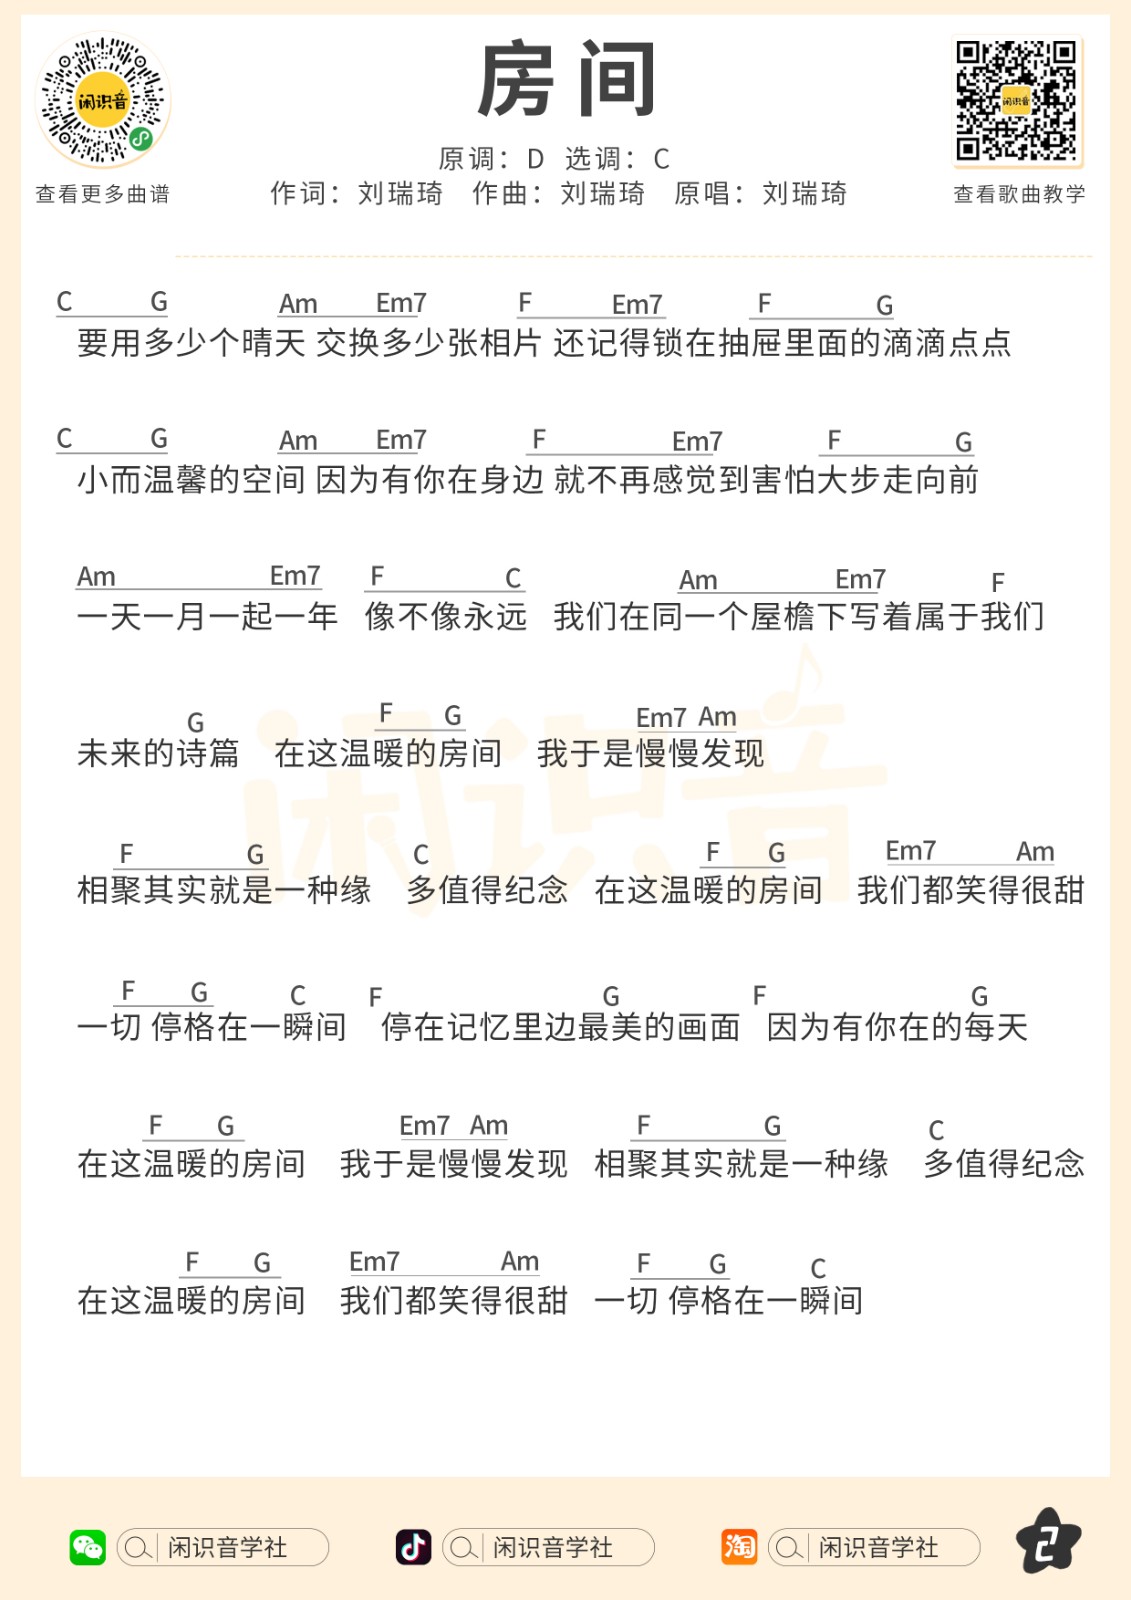 闲识音
闲识音
查看更多曲谱
查看歌曲教学
房间
原调：D 选调：C
作词：刘瑞琦 作曲：刘瑞琦 原唱：刘瑞琦
C G Am Em7 F Em7 F G
要用多少个晴天 交换多少张相片 还记得锁在抽屉里面的滴滴点点
C G Am Em7 F Em7 F G
小而温馨的空间 因为有你在身边 就不再感觉到害怕大步走向前
Am Em7 F C Am Em7 F
一天一月一起一年 像不像永远 我们在同一个屋檐下写着属于我们
G F G Em7 Am
未来的诗篇 在这温暖的房间 我于是慢慢发现
闲识音
F G C F G Em7 Am
相聚其实就是一种缘 多值得纪念 在这温暖的房间 我们都笑得很甜
F G C F G F G
一切 停格在一瞬间 停在记忆里边最美的画面 因为有你在的每天
F G Em7 Am F G C
在这温暖的房间 我于是慢慢发现 相聚其实就是一种缘 多值得纪念
F G Em7 Am F G C
在这温暖的房间 我们都笑得很甜 一切 停格在一瞬间
闲识音学社
闲识音学社
淘 闲识音学社
2